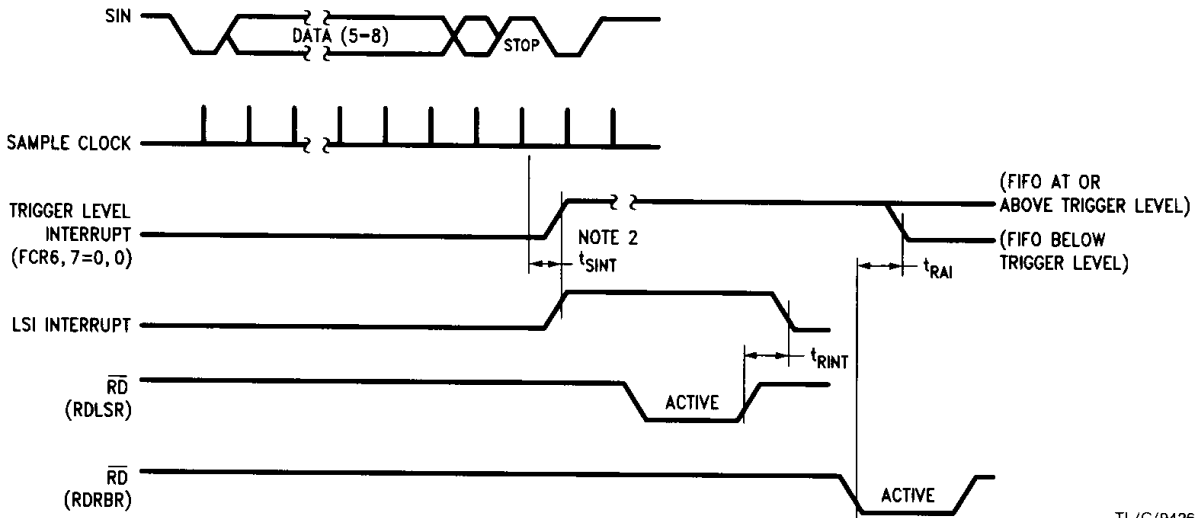 SIN
DATA (5-8)
STOP
SAMPLE CLOCK
TRIGGER LEVEL
INTERRUPT
(FCR6, 7=0, 0)
NOTE 2
tSINT
(FIFO AT OR
ABOVE TRIGGER LEVEL)
(FIFO BELOW
TRIGGER LEVEL)
tRAI
LSI INTERRUPT
tRINT
RD
(RDLSR)
ACTIVE
RD
(RDRBR)
ACTIVE